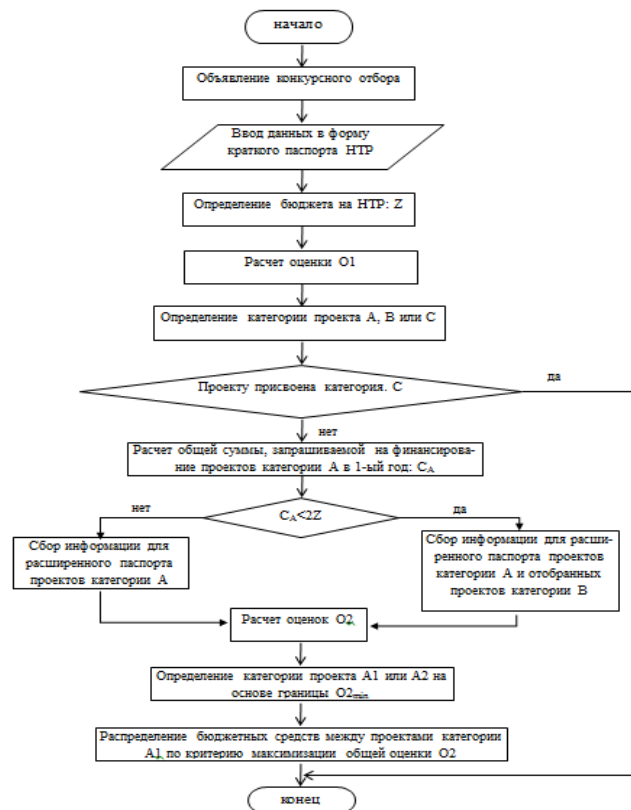 начало
Объявление конкурсного отбора
Ввод данных в форму
краткого паспорта НТР
Определение бюджета на НТР: Z
Расчет оценки О1
Определение категории проекта А, В или С
Проекту присвоена категория. С
да
нет
Расчет общей суммы, запрашиваемой на финансирова-
ние проектов категории А в 1-ый год: CА
нет
CА<2Z
да
Сбор информации для
расширенного паспорта
проектов категории А
Сбор информации для расши-
ренного паспорта проектов
категории А и отобранных
проектов категории В
Расчет оценок О2
Определение категории проекта А1 или А2 на
основе границы О2min
Распределение бюджетных средств между проектами категории
А1 по критерию максимизации общей оценки О2
конец